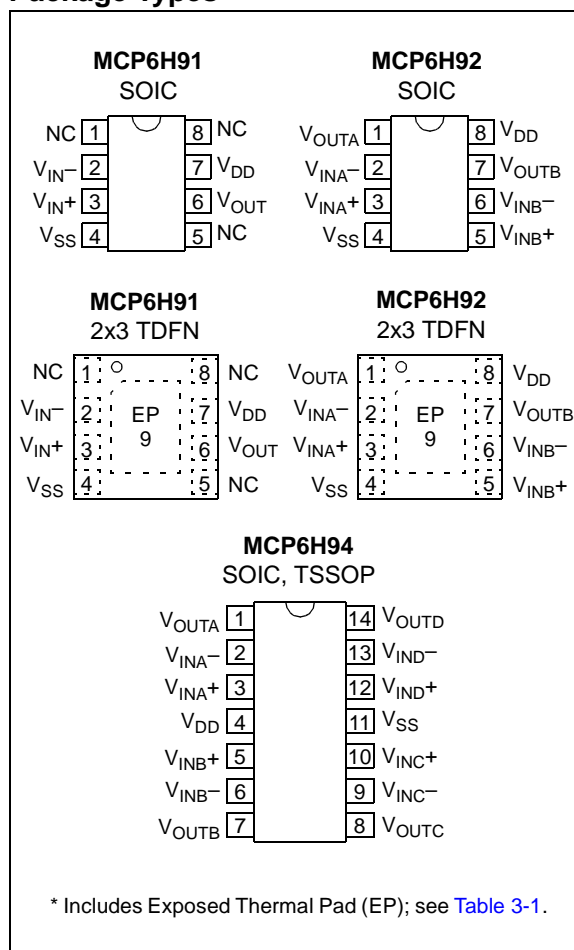 Package Types
MCP6H91
SOIC
NC 1 8 NC
VIN– 2 7 VDD
VIN+ 3 6 VOUT
VSS 4 5 NC
MCP6H92
SOIC
VOUTA 1 8 VDD
VINA– 2 7 VOUTB
VINA+ 3 6 VINB–
VSS 4 5 VINB+
MCP6H91
2x3 TDFN
NC 1 8 NC
VIN– 2 EP 7 VDD
VIN+ 3 9 6 VOUT
VSS 4 5 NC
MCP6H92
2x3 TDFN
VOUTA 1 8 VDD
VINA– 2 EP 7 VOUTB
VINA+ 3 9 6 VINB–
VSS 4 5 VINB+
MCP6H94
SOIC, TSSOP
VOUTA 1 14 VOUTD
VINA– 2 13 VIND–
VINA+ 3 12 VIND+
VDD 4 11 VSS
VINB+ 5 10 VINC+
VINB– 6 9 VINC–
VOUTB 7 8 VOUTC
* Includes Exposed Thermal Pad (EP); see Table 3-1.